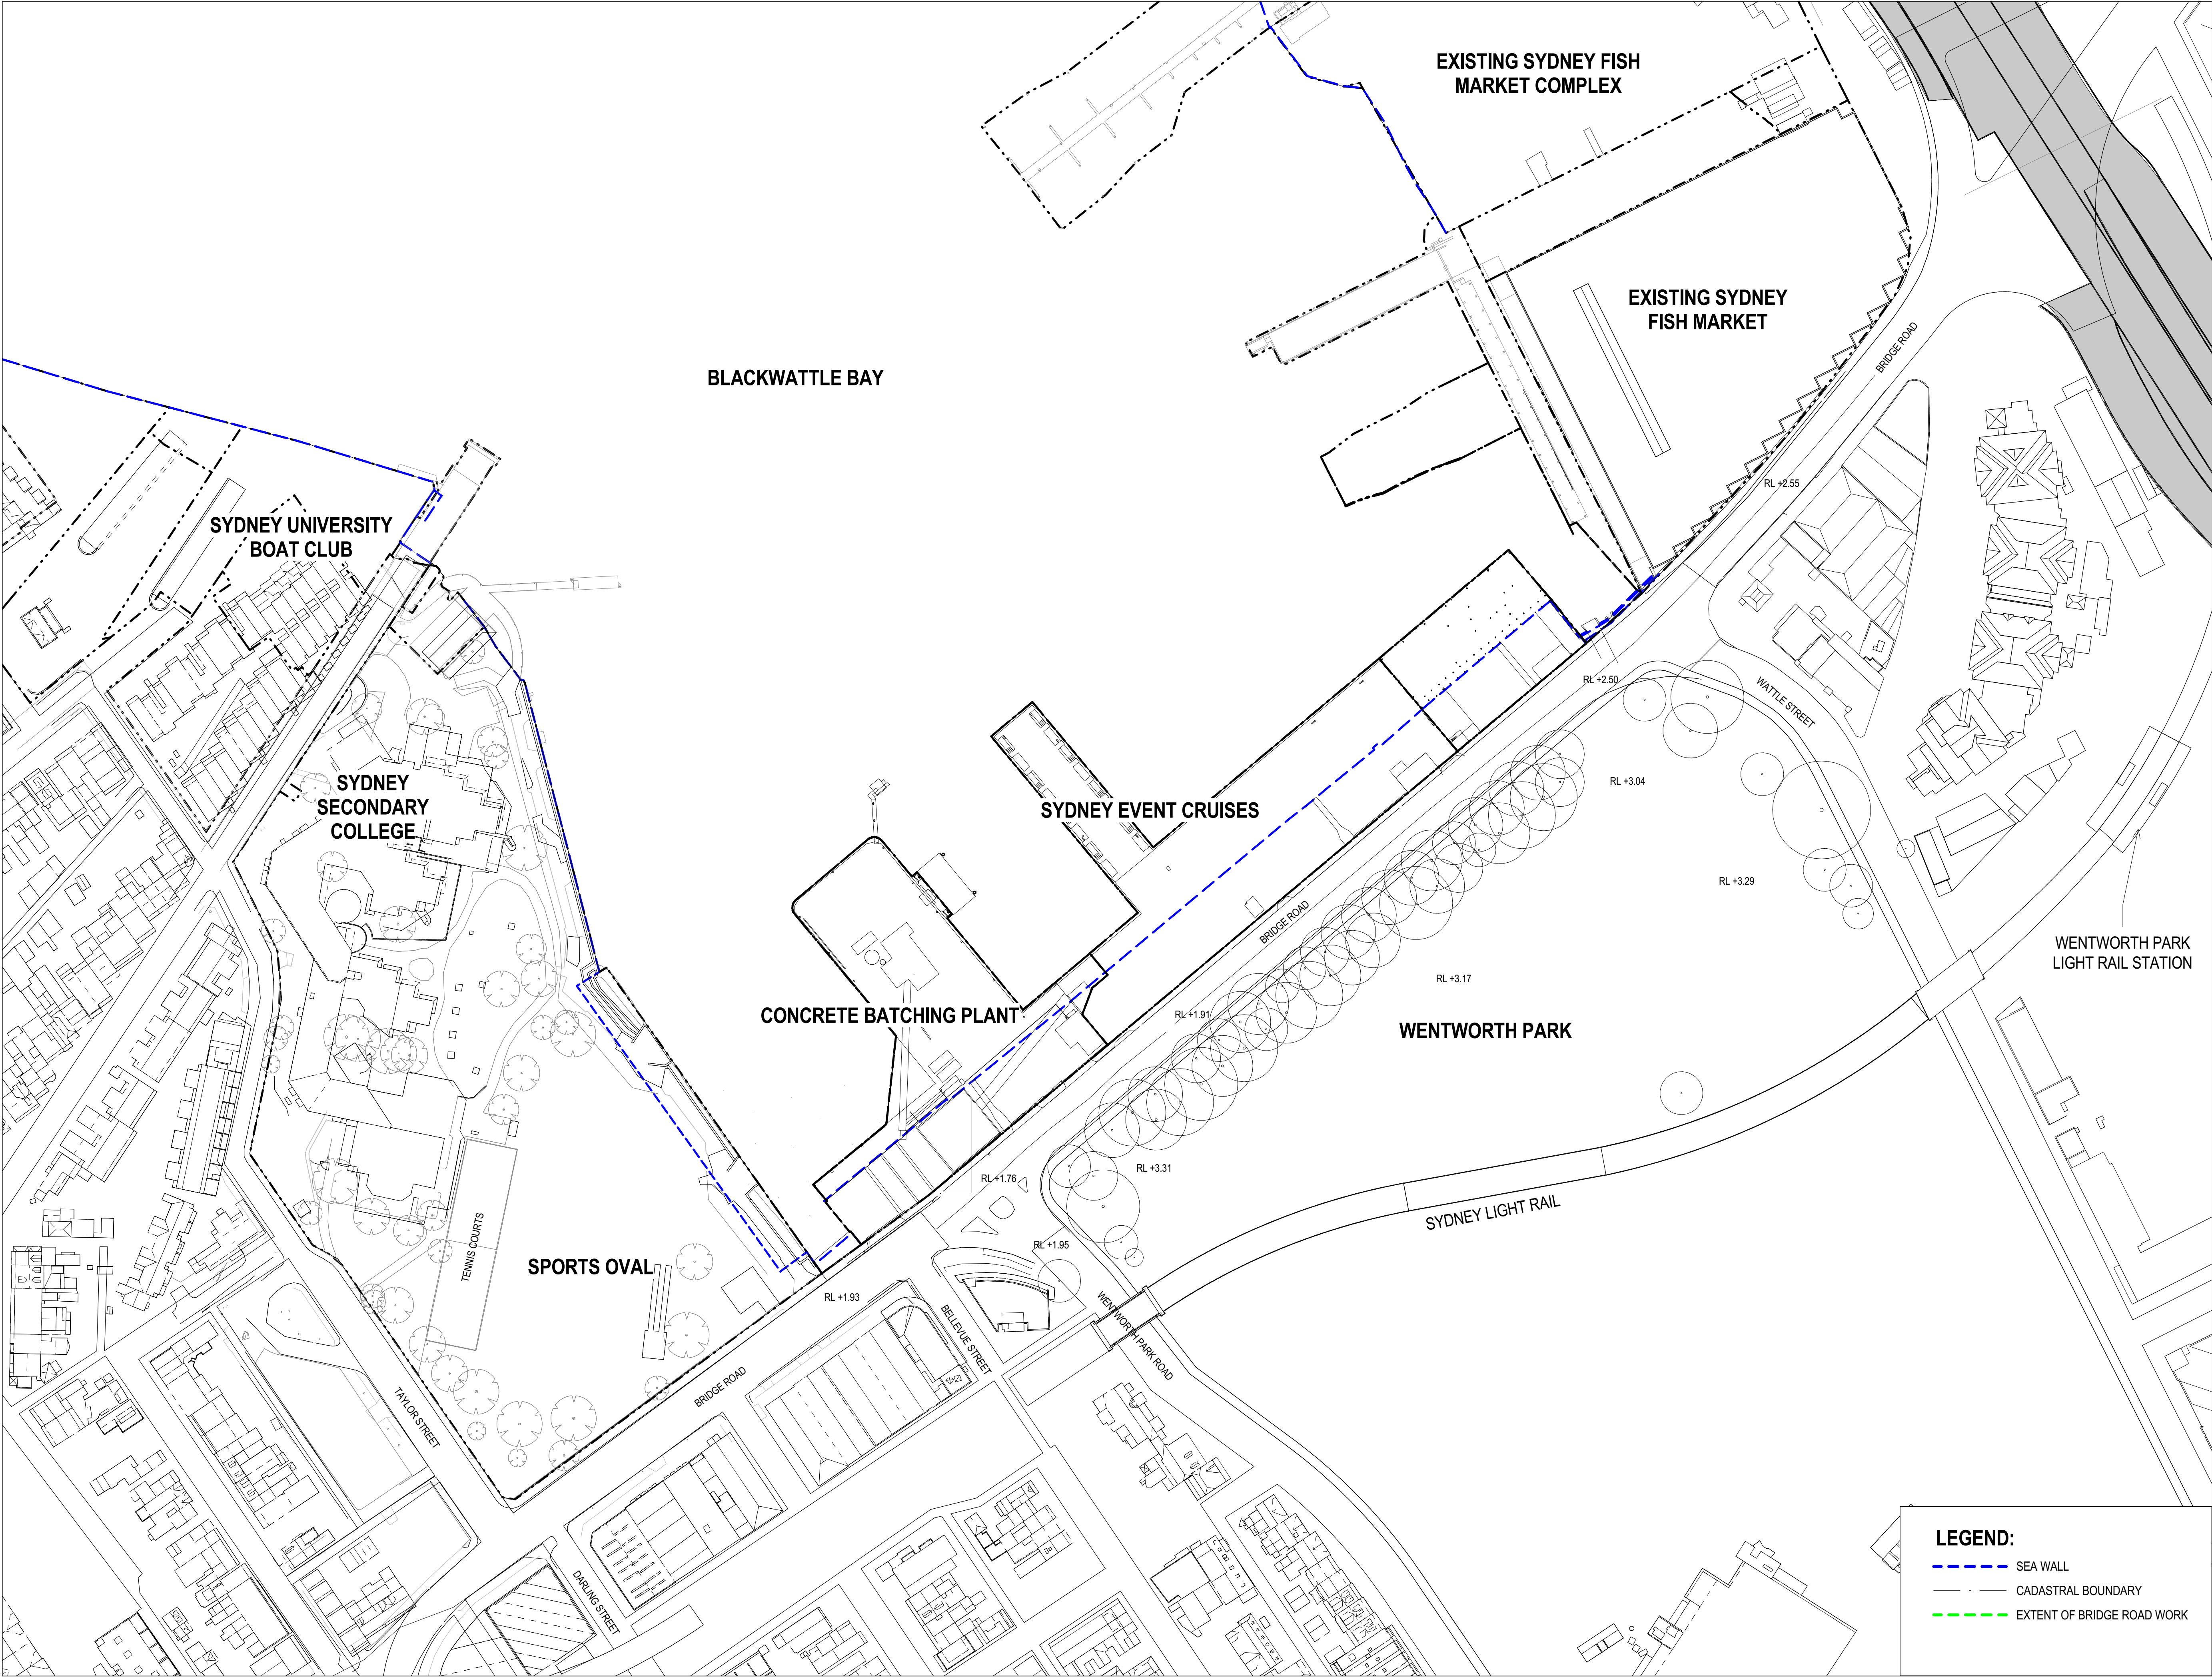 EXISTING SYDNEY FISH
MARKET COMPLEX
EXISTING SYDNEY
FISH MARKET
BRIDGE ROAD
BLACKWATTLE BAY
RL +2.55
SYDNEY UNIVERSITY
BOAT CLUB
RL +2.50
WATTLE STREET
SYDNEY
SECONDARY
COLLEGE
SYDNEY EVENT CRUISES
RL +3.04
RL +3.29
BRIDGE ROAD
WENTWORTH PARK
LIGHT RAIL STATION
RL +3.17
CONCRETE BATCHING PLANT
RL +1.91
WENTWORTH PARK
RL +3.31
RL +1.76
SYDNEY LIGHT RAIL
TENNIS COURTS
RL +1.95
SPORTS OVAL
RL +1.93
BELLEVUE STREET
WENTWORTH PARK ROAD
BRIDGE ROAD
TAYLOR STREET
DARLING STREET
LEGEND:
SEA WALL
CADASTRAL BOUNDARY
EXTENT OF BRIDGE ROAD WORK